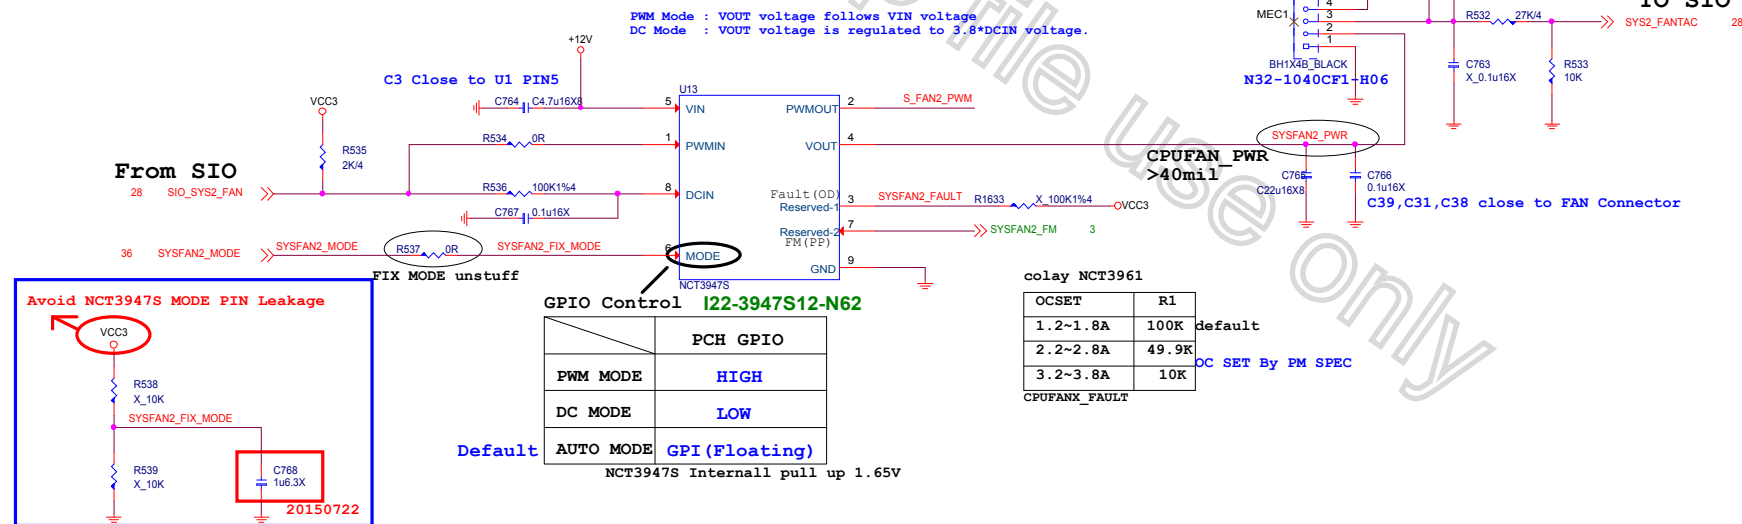 PWM Mode : VOUT voltage follows VIN voltage
DC Mode : VOUT voltage is regulated to 3.8*DCIN voltage.
+12V
C3 Close to U1 PIN5
VCC3
C764 C4.7u16X8
R535
2K/4
R534 0R
From SIO
28 SIO_SYS2_FAN
R536 100K1%4
C767 0.1u16X
36 SYSFAN2_MODE
SYSFAN2_MODE
R537 0R
SYSFAN2_FIX_MODE
FIX MODE unstuff
U13
5 VIN
1 PWMIN
8 DCIN
6 MODE
PWMOUT 2
VOUT 4
Fault(OD)
Reserved-1 3
Reserved-2 7
FM(PP)
GND 9
NCT3947S
S_FAN2_PWM
SYSFAN2_FAULT
R1633 X_100K1%4
VCC3
SYSFAN2_FM 3
MEC1
4
3
2
1
BH1X4B_BLACK
N32-1040CF1-H06
R532 27K/4
SYS2_FANTAC 28
TO SIO
C763
X_0.1u16X
R533
10K
SYSFAN2_PWR
CPUFAN_PWR
>40mil
C765
C22u16X8
C766
0.1u16X
C39,C31,C38 close to FAN Connector
Avoid NCT3947S MODE PIN Leakage
VCC3
R538
X_10K
SYSFAN2_FIX_MODE
R539
X_10K
C768
1u6.3X
20150722
GPIO Control I22-3947S12-N62
PCH GPIO
PWM MODE HIGH
DC MODE LOW
Default AUTO MODE GPI(Floating)
NCT3947S Internall pull up 1.65V
colay NCT3961
OCSET R1
1.2~1.8A 100K default
2.2~2.8A 49.9K
OC SET By PM SPEC
3.2~3.8A 10K
CPUFANX_FAULT
file use only